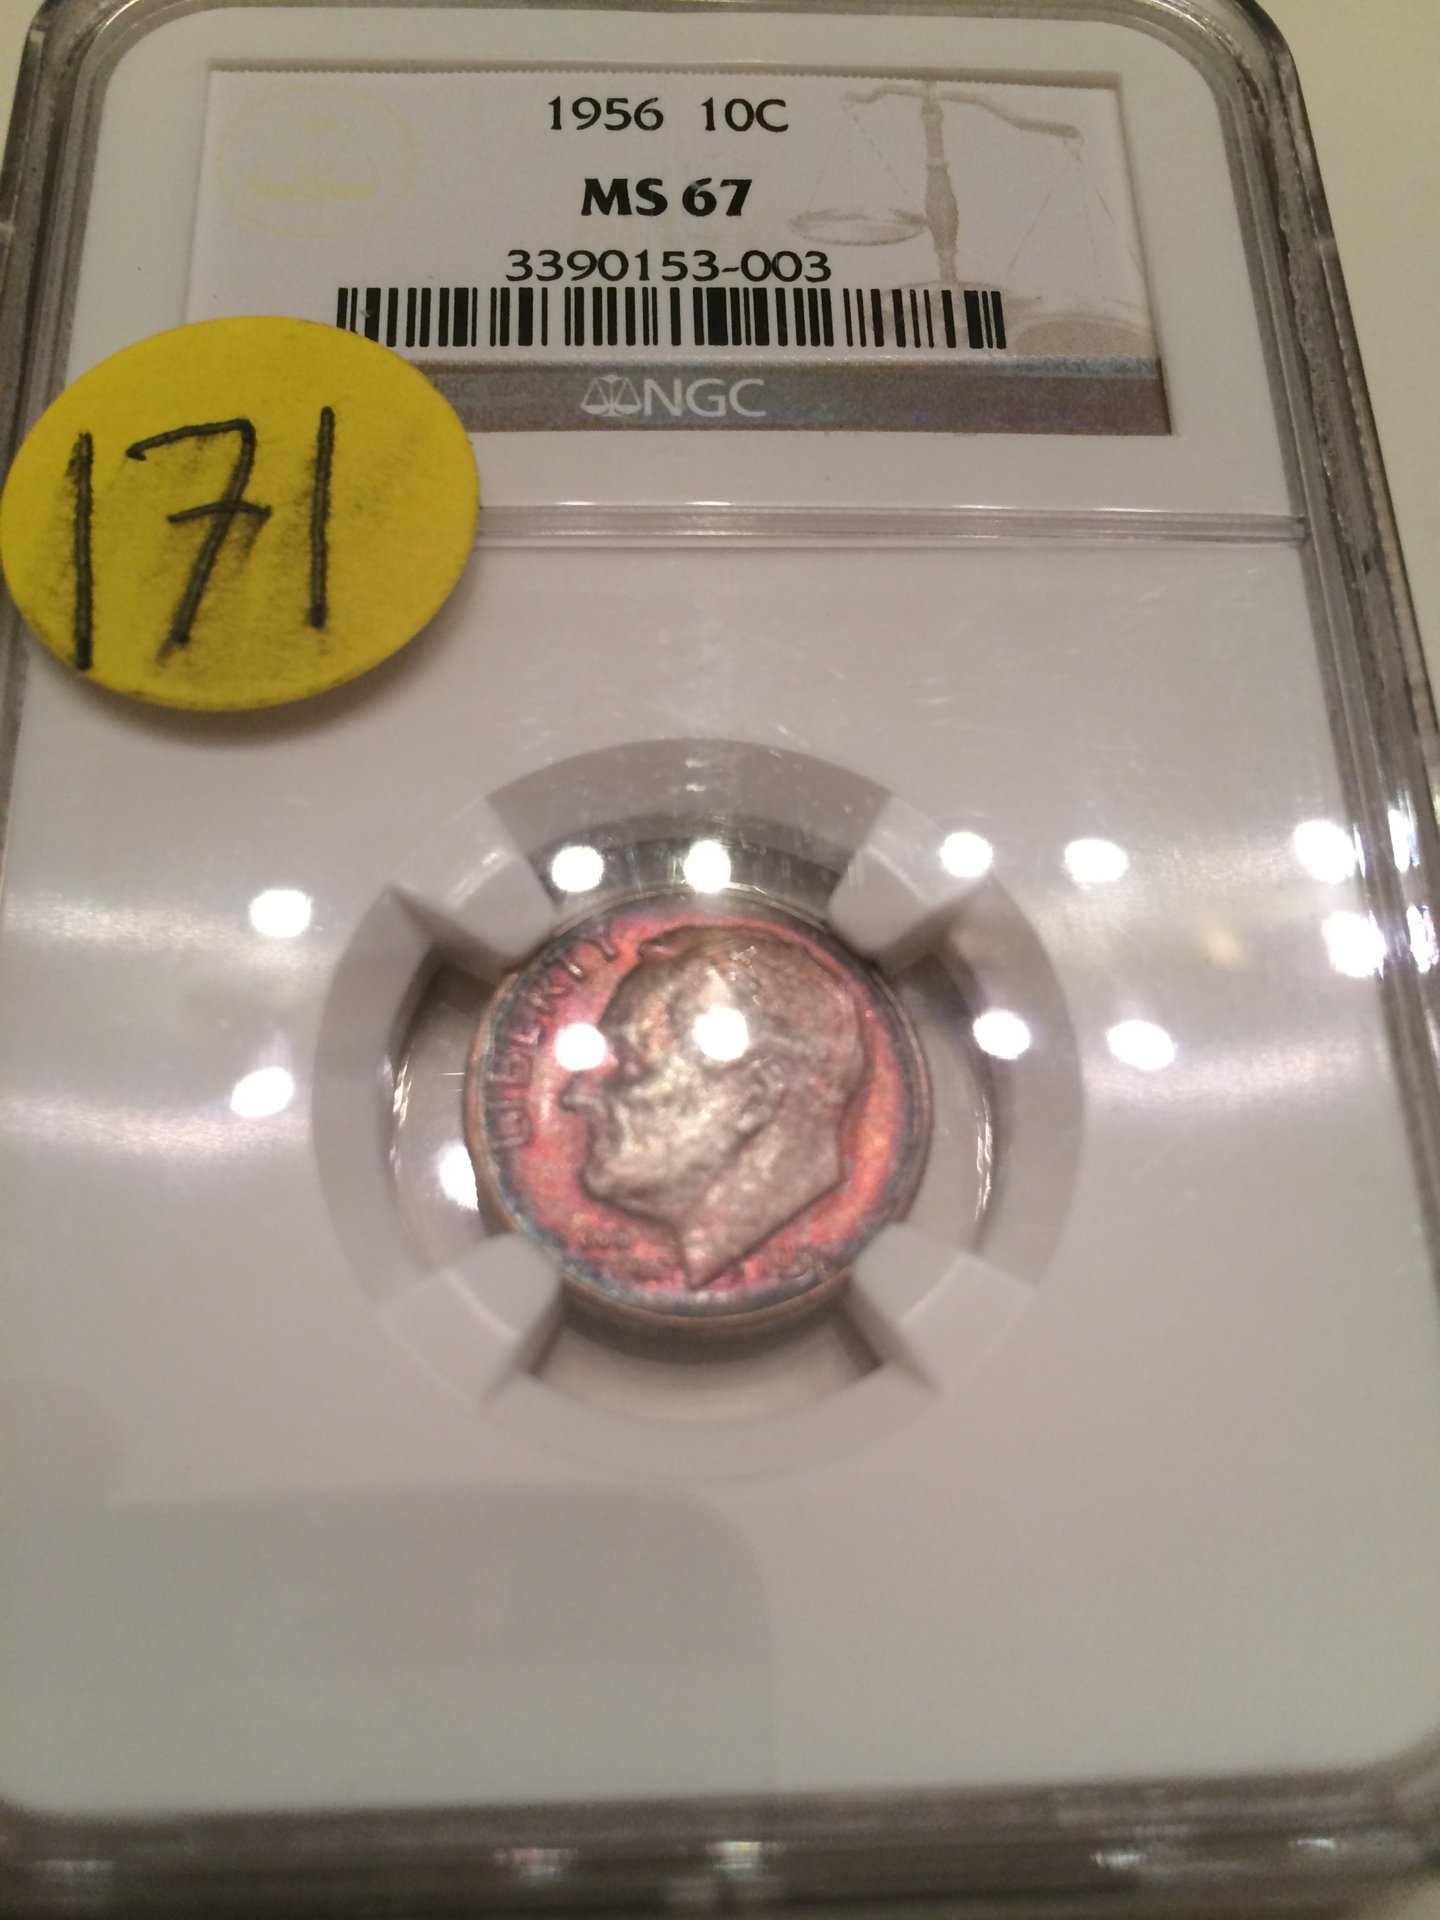 1956 10C
MS 67
3390153-003
NGC
171
LIBERTY